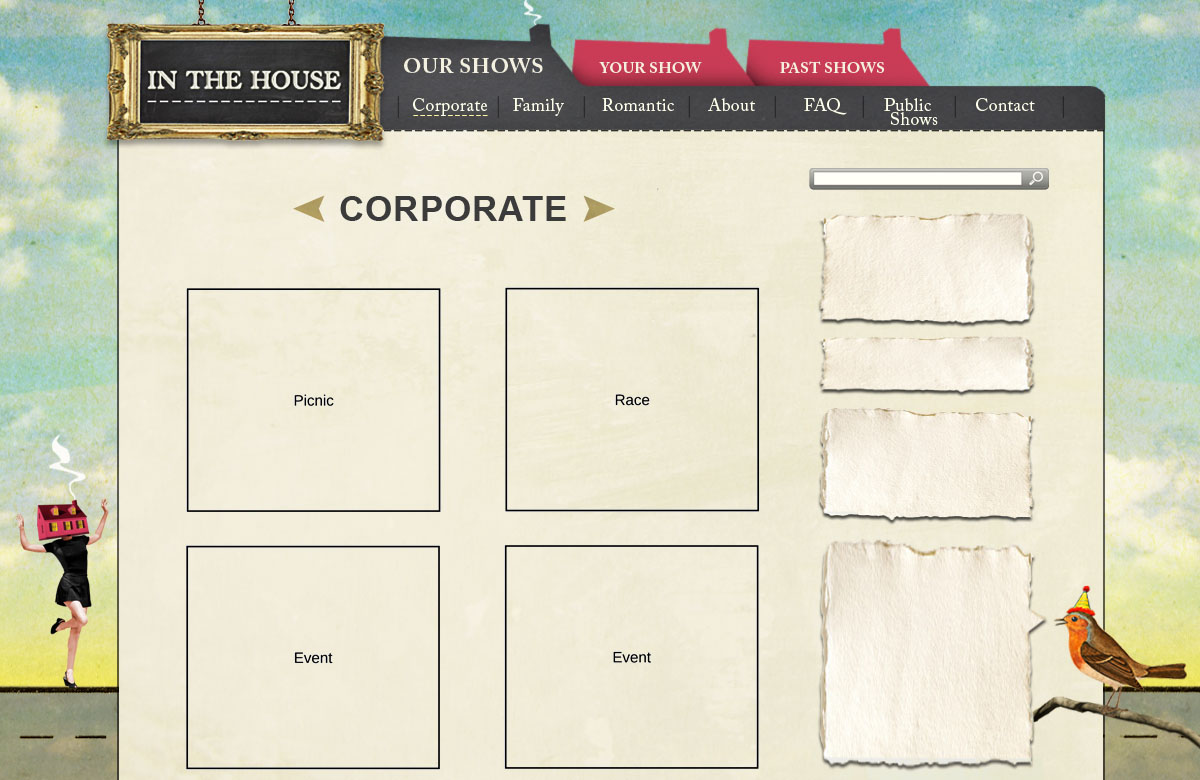 IN THE HOUSE
OUR SHOWS
YOUR SHOW
PAST SHOWS
Corporate
Family
Romantic
About
FAQ
Public
Shows
Contact
CORPORATE
Picnic
Race
Event
Event